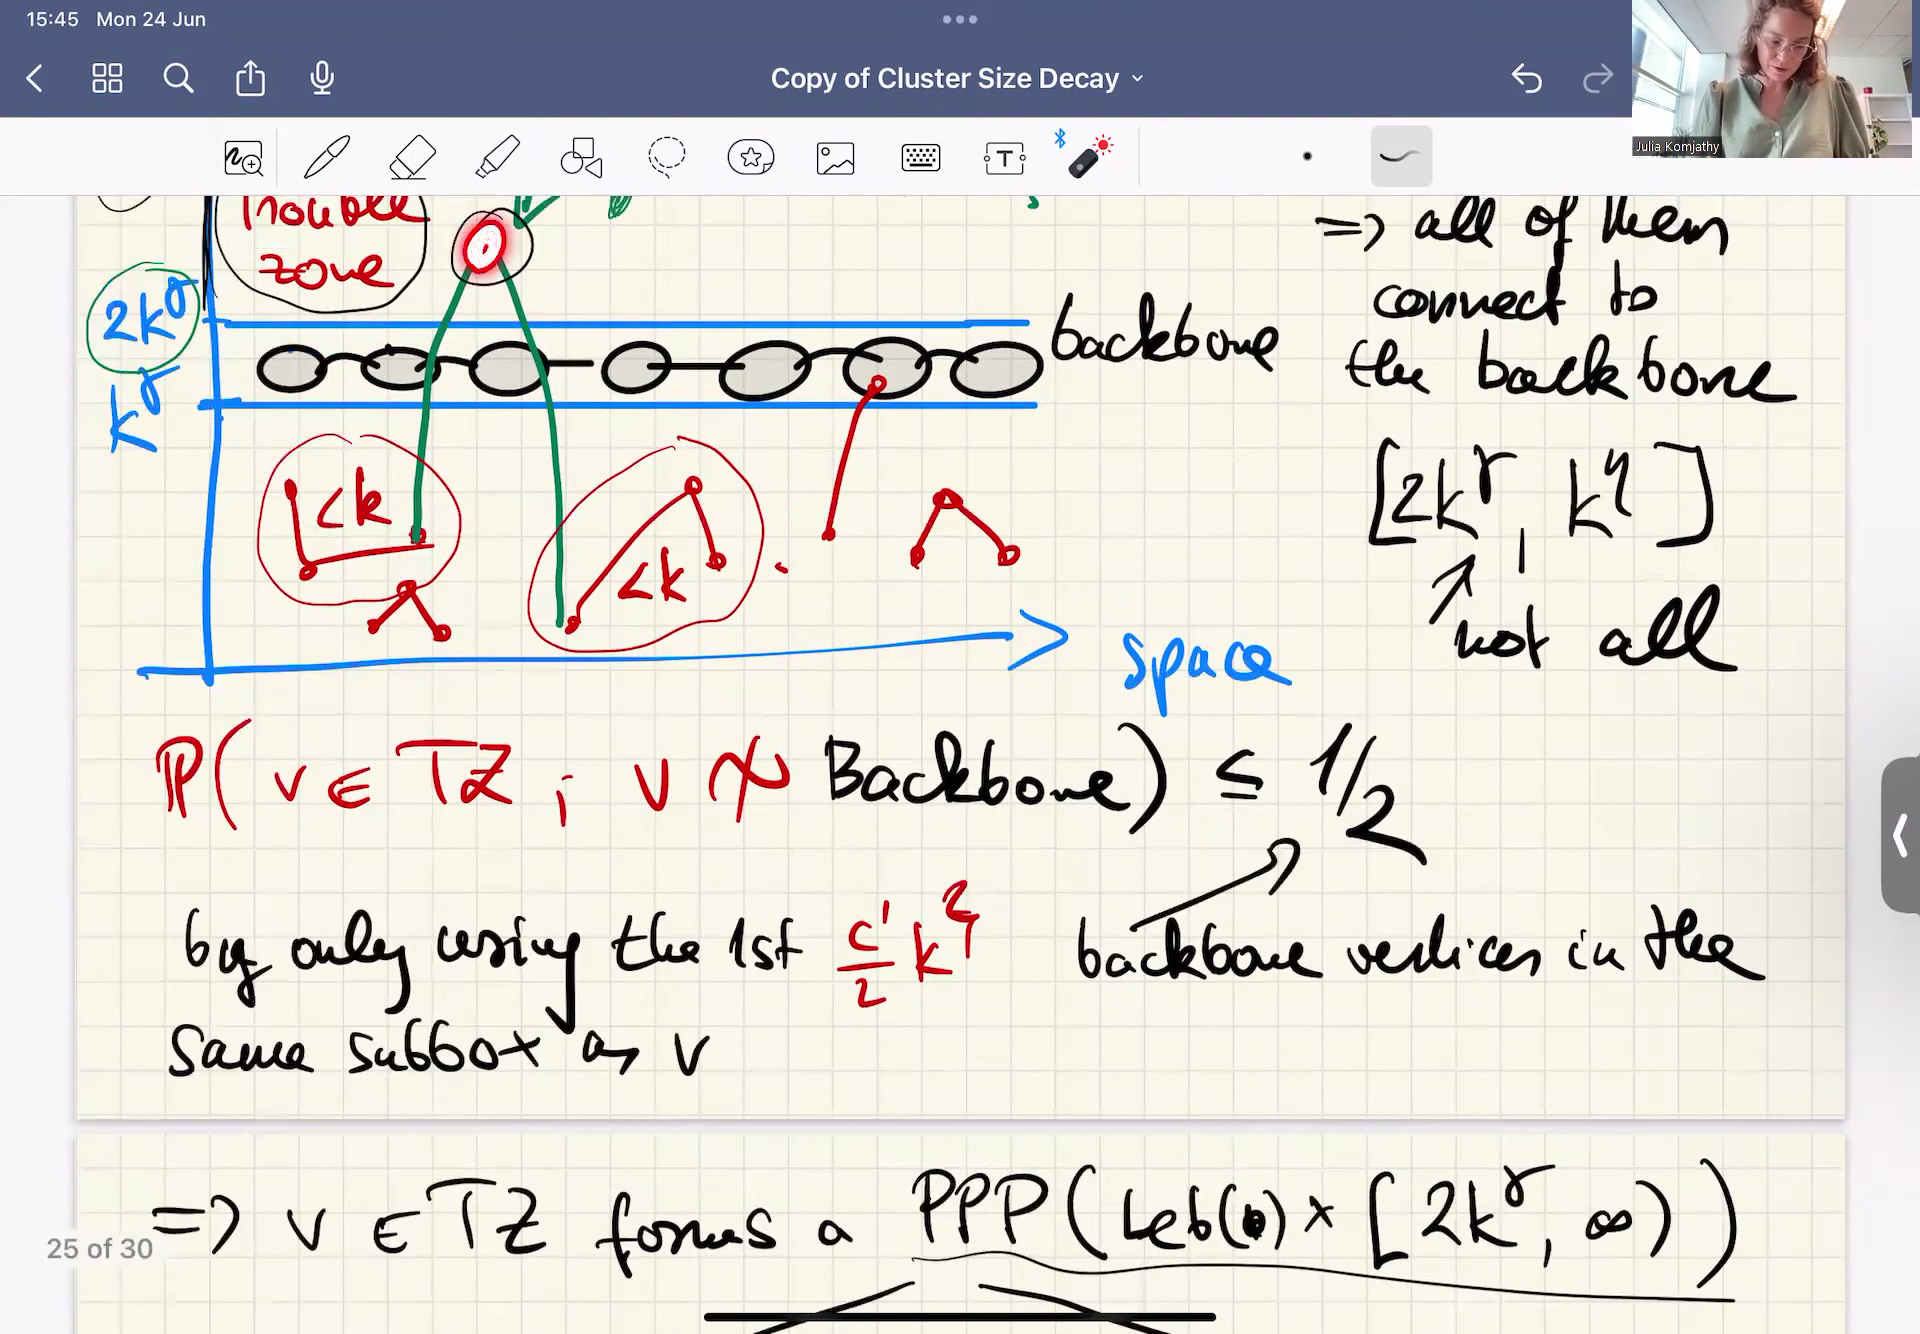 15:45 Mon 24 Jun
Copy of Cluster Size Decay
Julia Komjathy
T
Trouble
zone
=> all of them
connect to
the backbone
2k^γ
k^γ
backbone
[2k^γ, k^η]
not all
<k
<k
space
P( v ∈ TZ ; v ≁ Backbone) ≤ 1/2
by only using the 1st c'/2 k^ξ backbone vertices in the
same subbox as v
=> v ∈ TZ forms a PPP(Leb(·) × [2k^γ, ∞))
25 of 30